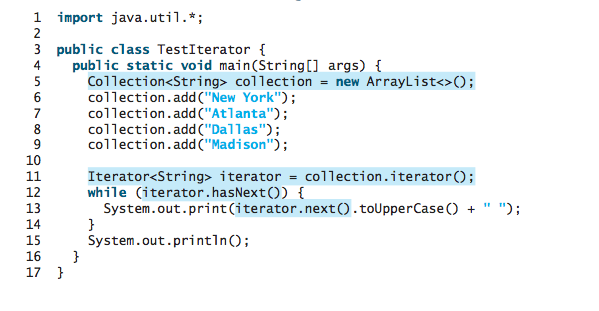 1 import java.util.*;
2
3 public class TestIterator {
4   public static void main(String[] args) {
5     Collection<String> collection = new ArrayList<>();
6     collection.add("New York");
7     collection.add("Atlanta");
8     collection.add("Dallas");
9     collection.add("Madison");
10
11     Iterator<String> iterator = collection.iterator();
12     while (iterator.hasNext()) {
13       System.out.print(iterator.next().toUpperCase() + " ");
14     }
15     System.out.println();
16   }
17 }